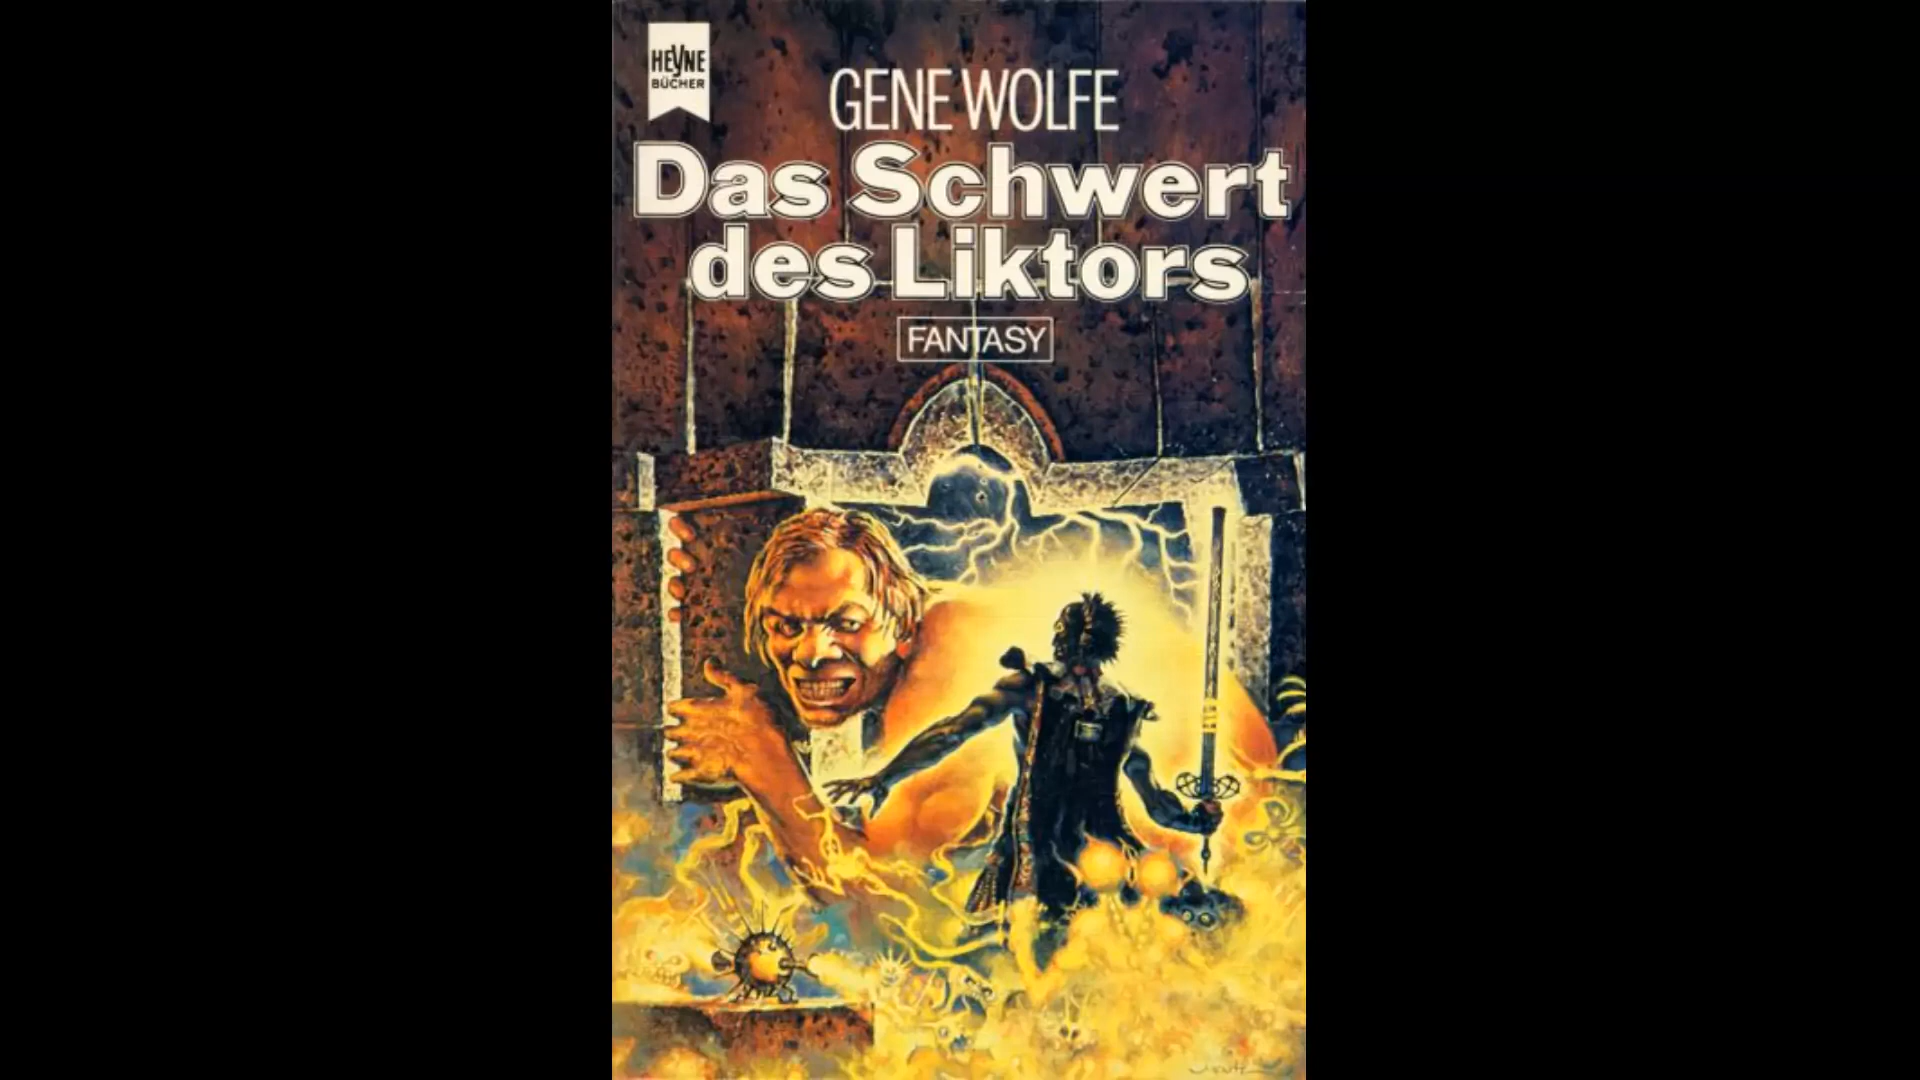 HEYNE
BÜCHER
GENE WOLFE
Das Schwert
des Liktors
FANTASY